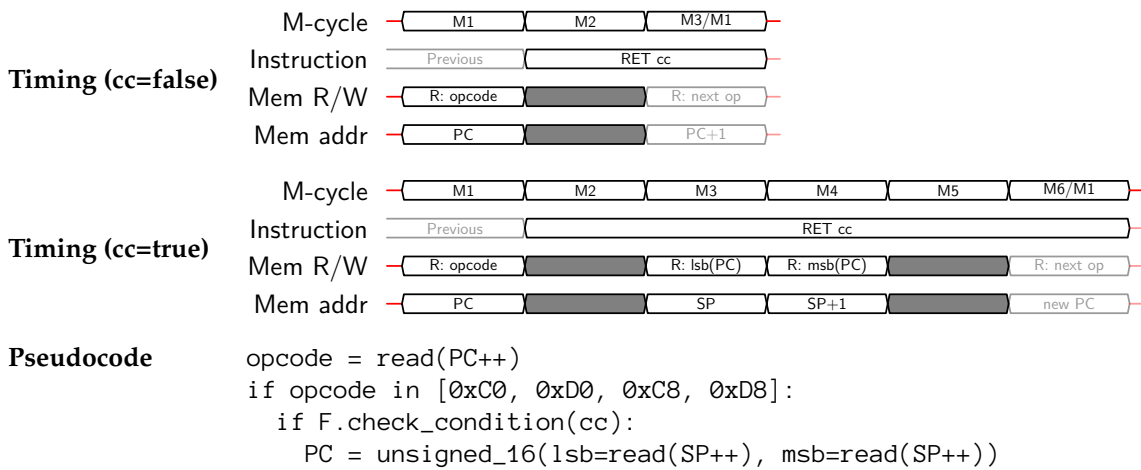 M-cycle M1 M2 M3/M1
Instruction Previous RET cc
Timing (cc=false)
Mem R/W R: opcode R: next op
Mem addr PC PC+1
M-cycle M1 M2 M3 M4 M5 M6/M1
Instruction Previous RET cc
Timing (cc=true)
Mem R/W R: opcode R: lsb(PC) R: msb(PC) R: next op
Mem addr PC SP SP+1 new PC
Pseudocode opcode = read(PC++)
if opcode in [0xC0, 0xD0, 0xC8, 0xD8]:
if F.check_condition(cc):
PC = unsigned_16(lsb=read(SP++), msb=read(SP++))